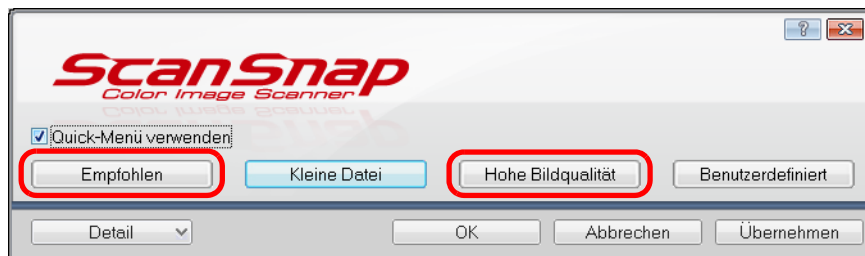 ScanSnap
Color Image Scanner
Quick-Menü verwenden
Empfohlen Kleine Datei Hohe Bildqualität Benutzerdefiniert
Detail OK Abbrechen Übernehmen